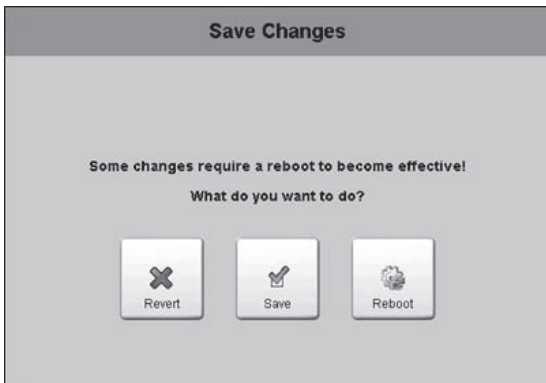 Save Changes
Some changes require a reboot to become effective!
What do you want to do?
Revert
Save
Reboot